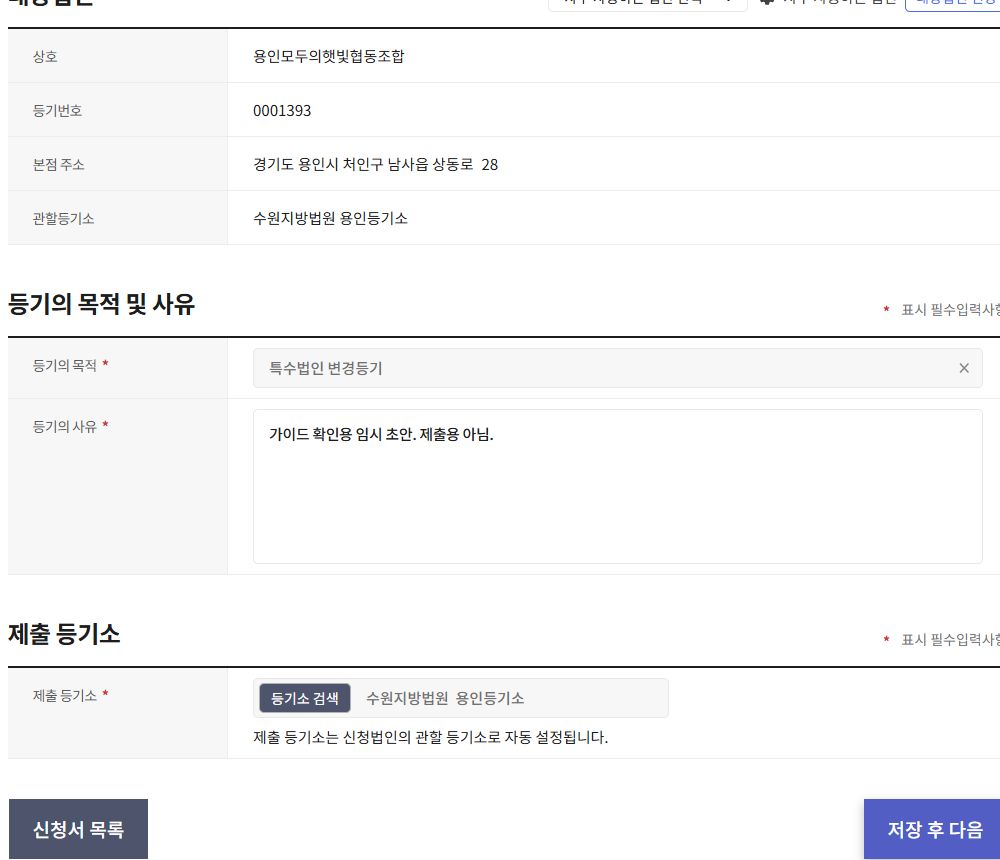 상호
용인모두의햇빛협동조합
등기번호
0001393
본점 주소
경기도 용인시 처인구 남사읍 상동로 28
관할등기소
수원지방법원 용인등기소
등기의 목적 및 사유
* 표시 필수입력사항
등기의 목적 *
특수법인 변경등기
등기의 사유 *
가이드 확인용 임시 초안. 제출용 아님.
제출 등기소
* 표시 필수입력사항
제출 등기소 *
등기소 검색
수원지방법원 용인등기소
제출 등기소는 신청법인의 관할 등기소로 자동 설정됩니다.
신청서 목록
저장 후 다음